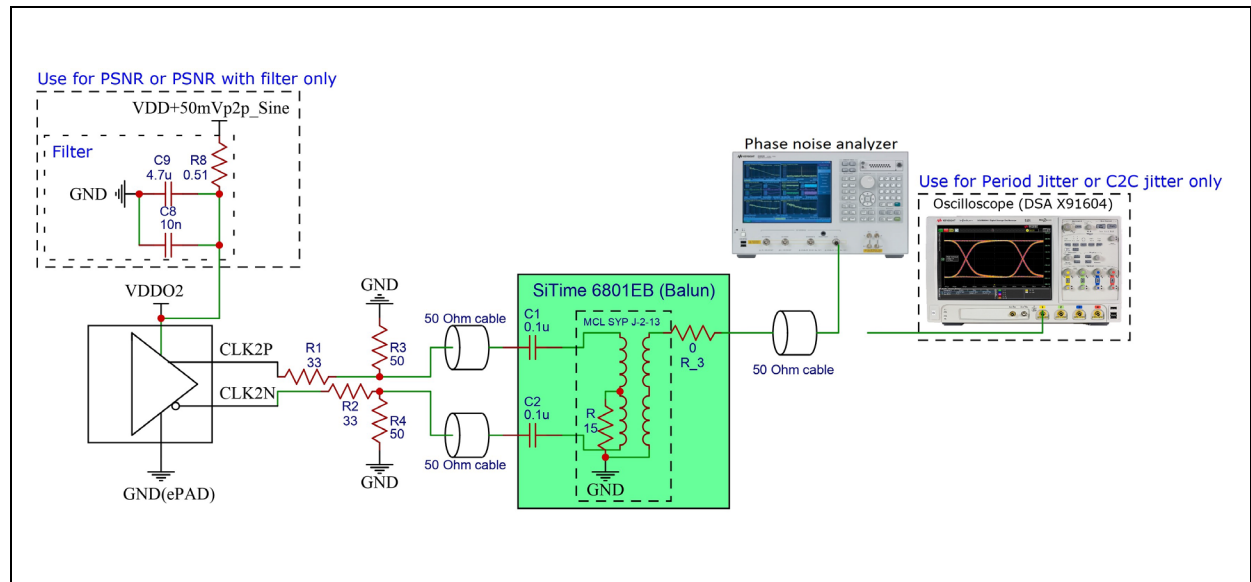 Use for PSNR or PSNR with filter only
VDD+50mVp2p_Sine
Filter
C9
4.7u
R8
0.51
GND
C8
10n
VDDO2
CLK2P
CLK2N
GND(ePAD)
R1
33
R2
33
GND
R3
50
R4
50
GND
50 Ohm cable
50 Ohm cable
SiTime 6801EB (Balun)
C1
0.1u
MCL SYP J-2-13
C2
0.1u
R
15
GND
0
R_3
50 Ohm cable
Phase noise analyzer
Use for Period Jitter or C2C jitter only
Oscilloscope (DSA X91604)